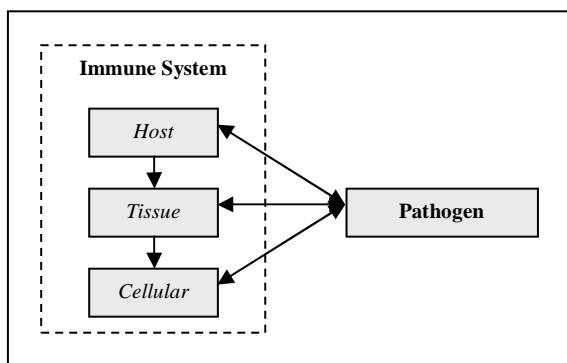 Immune System
Host
Tissue
Pathogen
Cellular